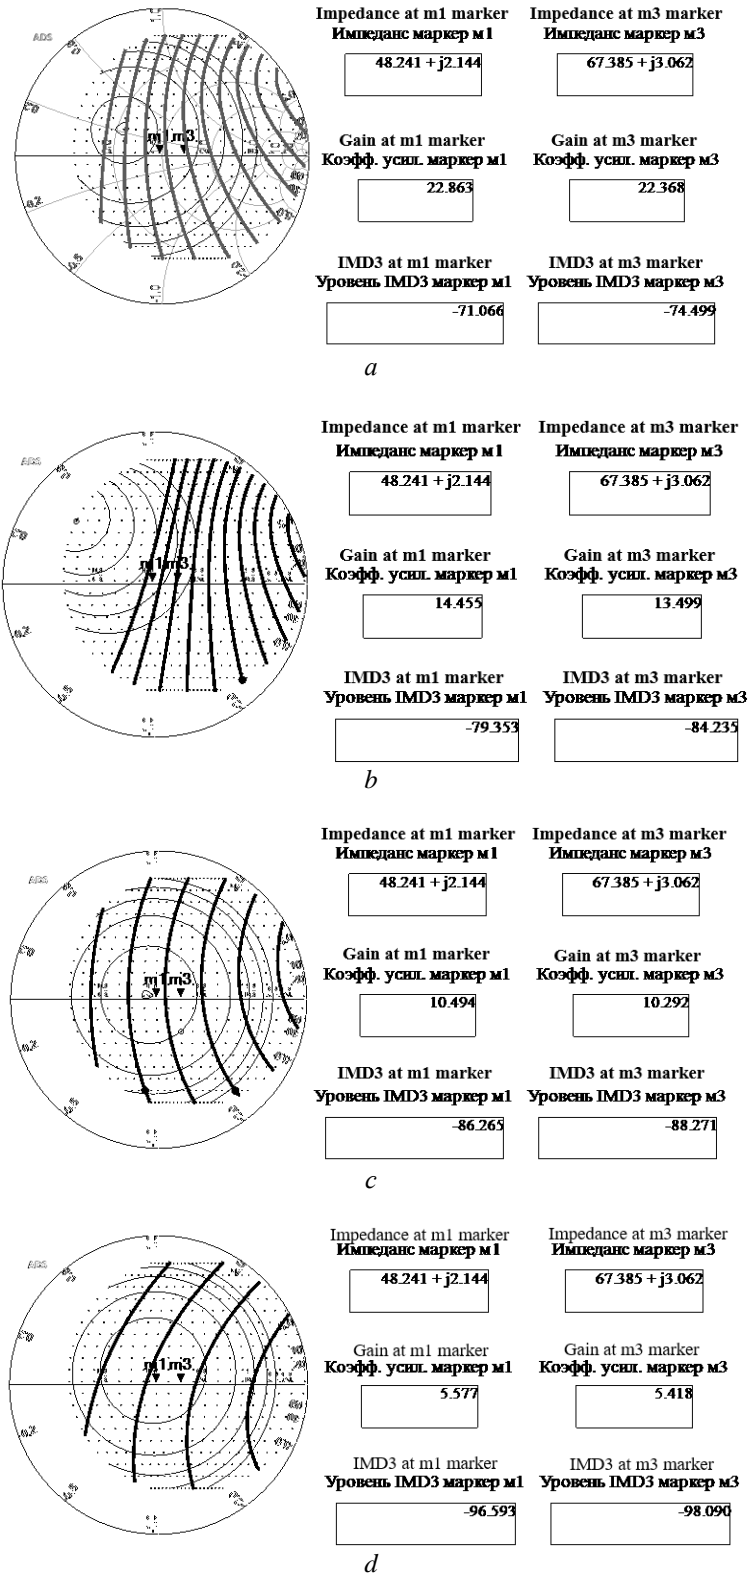 ADS
m1 m3
Impedance at m1 marker
Импеданс маркер м1
48.241 + j2.144
Impedance at m3 marker
Импеданс маркер м3
67.385 + j3.062
Gain at m1 marker
Коэфф. усил. маркер м1
22.863
Gain at m3 marker
Коэфф. усил. маркер м3
22.368
IMD3 at m1 marker
Уровень IMD3 маркер м1
-71.066
IMD3 at m3 marker
Уровень IMD3 маркер м3
-74.499
a
ADS
m1 m3
Impedance at m1 marker
Импеданс маркер м1
48.241 + j2.144
Impedance at m3 marker
Импеданс маркер м3
67.385 + j3.062
Gain at m1 marker
Коэфф. усил. маркер м1
14.455
Gain at m3 marker
Коэфф. усил. маркер м3
13.499
IMD3 at m1 marker
Уровень IMD3 маркер м1
-79.353
IMD3 at m3 marker
Уровень IMD3 маркер м3
-84.235
b
ADS
m1 m3
Impedance at m1 marker
Импеданс маркер м1
48.241 + j2.144
Impedance at m3 marker
Импеданс маркер м3
67.385 + j3.062
Gain at m1 marker
Коэфф. усил. маркер м1
10.494
Gain at m3 marker
Коэфф. усил. маркер м3
10.292
IMD3 at m1 marker
Уровень IMD3 маркер м1
-86.265
IMD3 at m3 marker
Уровень IMD3 маркер м3
-88.271
c
ADS
m1 m3
Impedance at m1 marker
Импеданс маркер м1
48.241 + j2.144
Impedance at m3 marker
Импеданс маркер м3
67.385 + j3.062
Gain at m1 marker
Коэфф. усил. маркер м1
5.577
Gain at m3 marker
Коэфф. усил. маркер м3
5.418
IMD3 at m1 marker
Уровень IMD3 маркер м1
-96.593
IMD3 at m3 marker
Уровень IMD3 маркер м3
-98.090
d